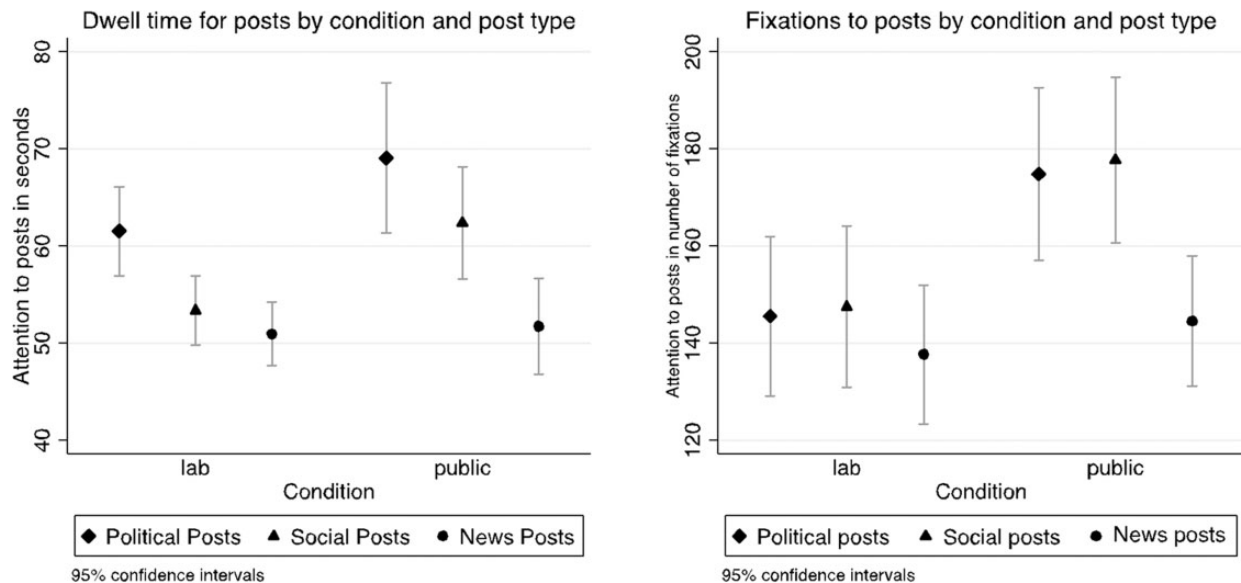 Dwell time for posts by condition and post type
Attention to posts in seconds
80
70
60
50
40
lab public
Condition
Political Posts Social Posts News Posts
95% confidence intervals
Fixations to posts by condition and post type
Attention to posts in number of fixations
200
180
160
140
120
lab public
Condition
Political posts Social posts News posts
95% confidence intervals